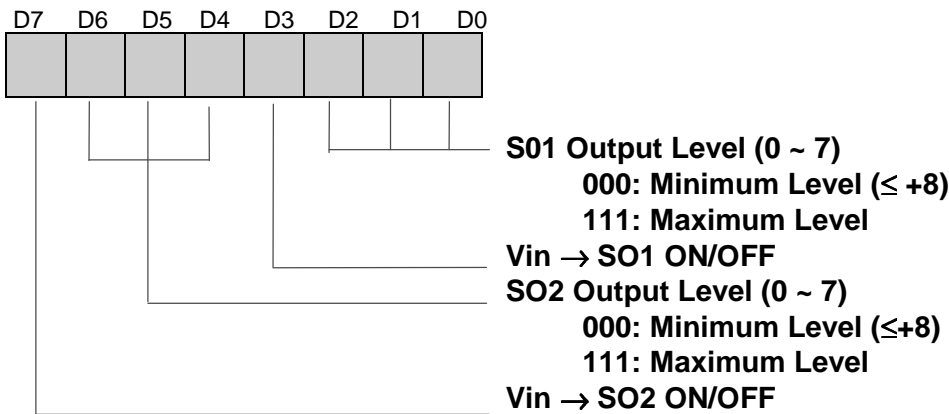 D7 D6 D5 D4 D3 D2 D1 D0
S01 Output Level (0 ~ 7)
000: Minimum Level (≤ +8)
111: Maximum Level
Vin → SO1 ON/OFF
SO2 Output Level (0 ~ 7)
000: Minimum Level (≤+8)
111: Maximum Level
Vin → SO2 ON/OFF